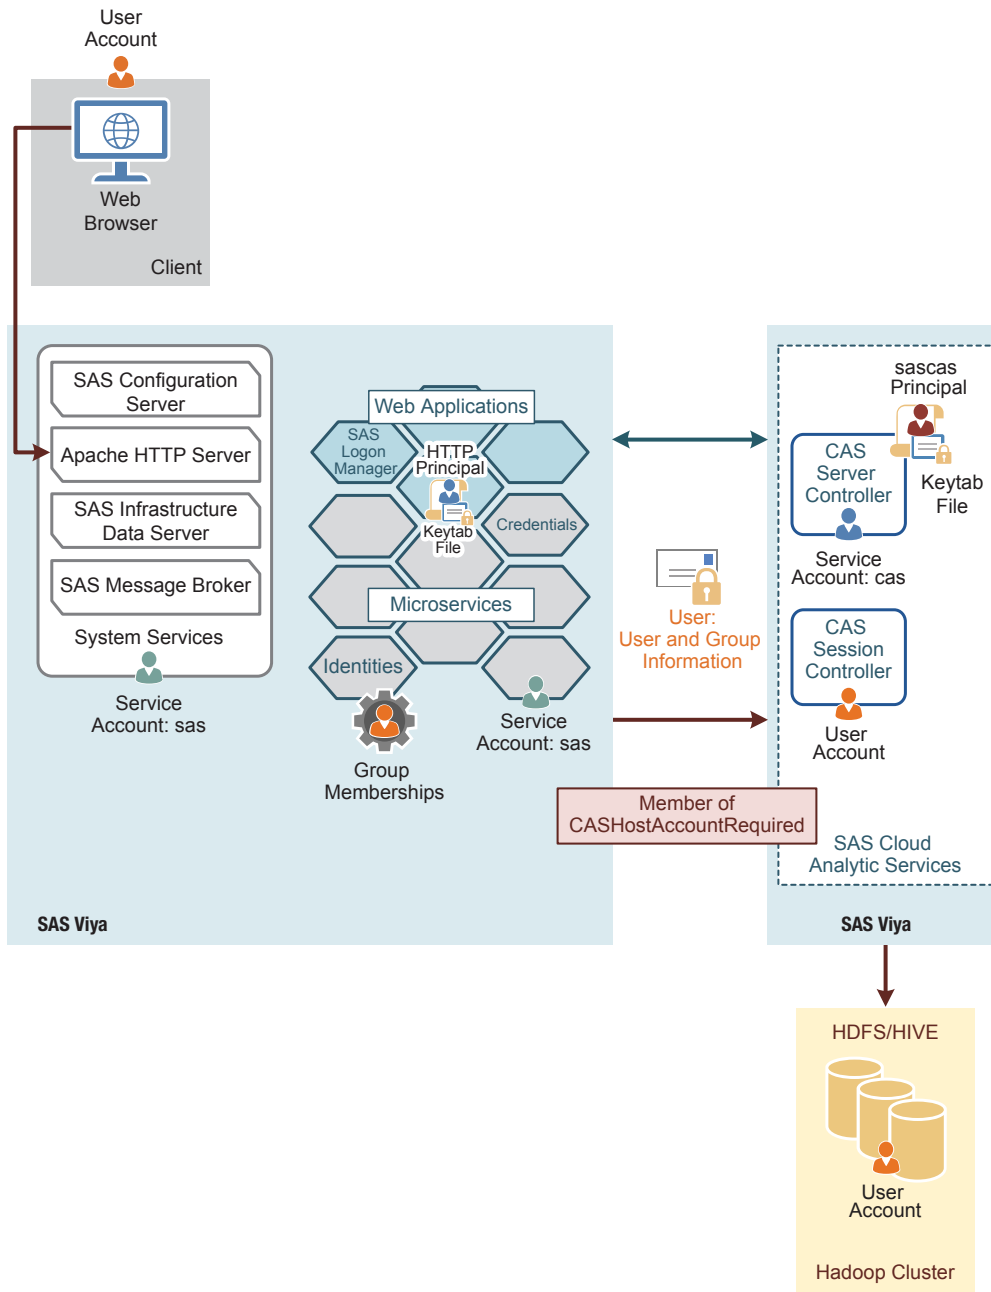 User
Account
Web
Browser
Client
SAS Configuration
Server
Apache HTTP Server
SAS Infrastructure
Data Server
SAS Message Broker
System Services
Service
Account: sas
Web Applications
SAS
Logon
Manager
HTTP
Principal
Keytab
File
Credentials
Microservices
Identities
Group
Memberships
Service
Account: sas
SAS Viya
User:
User and Group
Information
Member of
CASHostAccountRequired
sascas
Principal
Keytab
File
CAS
Server
Controller
Service
Account: cas
CAS
Session
Controller
User
Account
SAS Cloud
Analytic Services
SAS Viya
HDFS/HIVE
User
Account
Hadoop Cluster